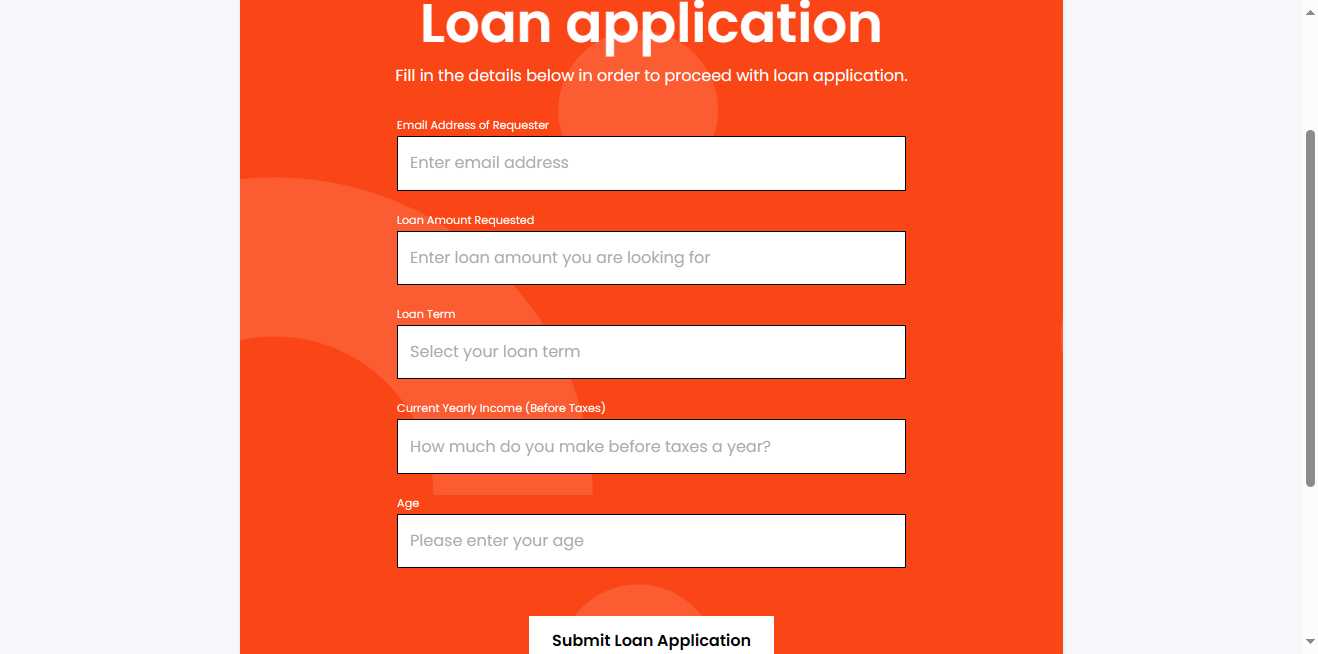 Loan application
Fill in the details below in order to proceed with loan application.
Email Address of Requester
Enter email address
Loan Amount Requested
Enter loan amount you are looking for
Loan Term
Select your loan term
Current Yearly Income (Before Taxes)
How much do you make before taxes a year?
Age
Please enter your age
Submit Loan Application